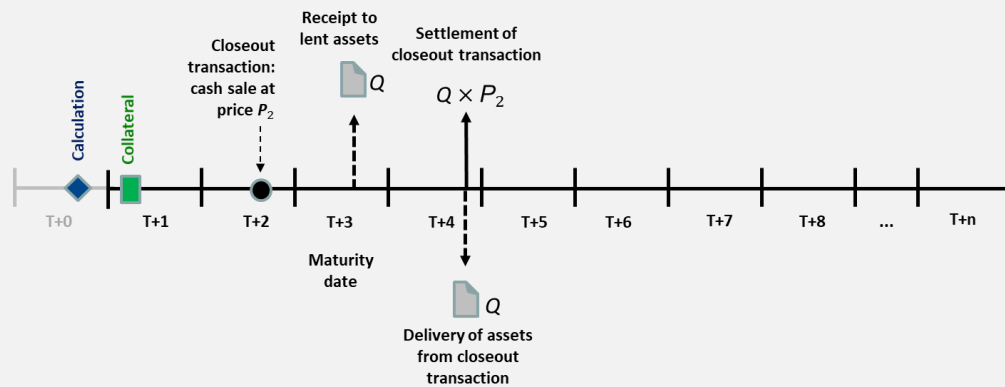 Receipt to
lent assets
Q
Closeout
transaction:
cash sale at
price P₂
Settlement of
closeout transaction
Q × P₂
Calculation
Collateral
T+0
T+1
T+2
T+3
T+4
T+5
T+6
T+7
T+8
...
T+n
Maturity
date
Q
Delivery of assets
from closeout
transaction